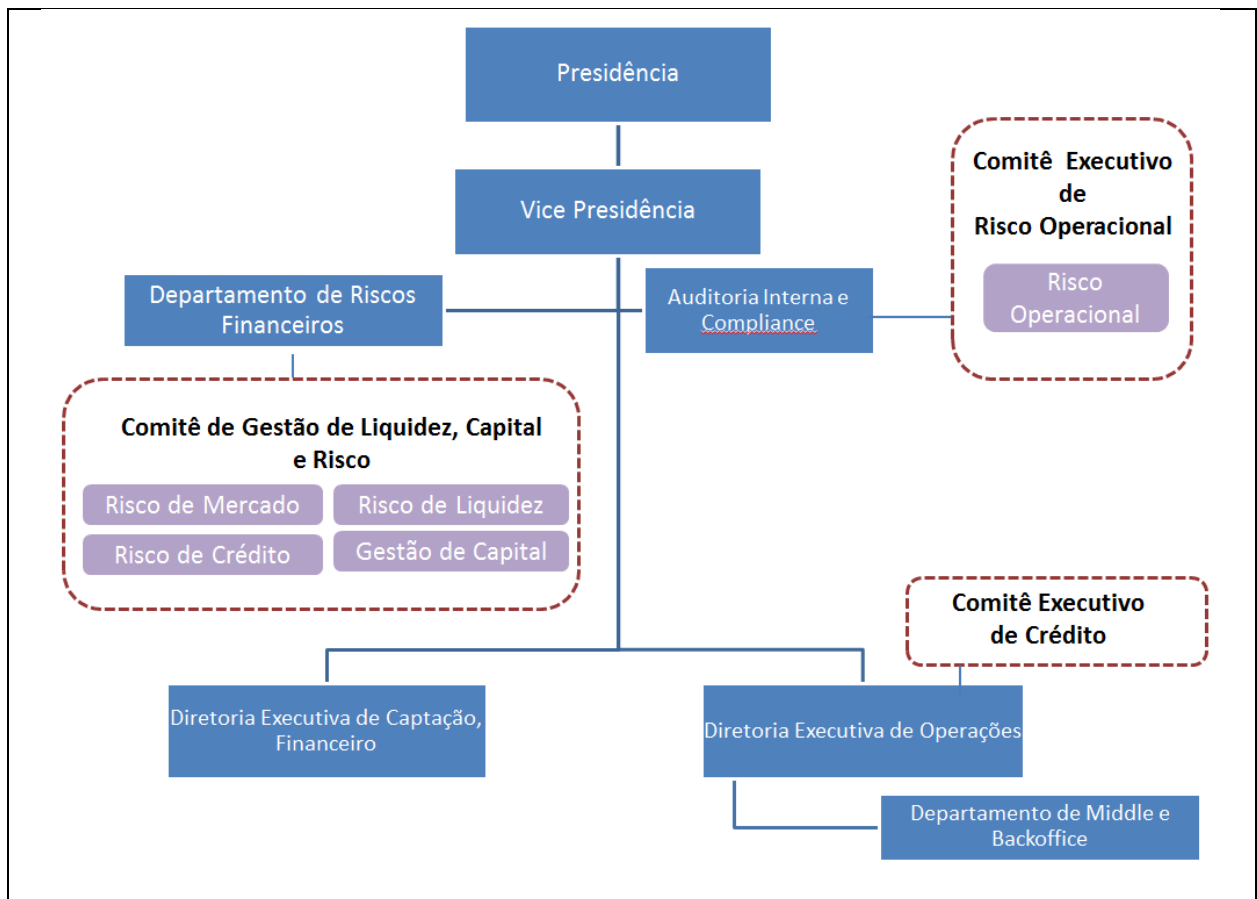 Presidência
Vice Presidência
Comitê Executivo
de
Risco Operacional
Risco
Operacional
Departamento de Riscos
Financeiros
Auditoria Interna e
Compliance
Comitê de Gestão de Liquidez, Capital
e Risco
Risco de Mercado
Risco de Liquidez
Risco de Crédito
Gestão de Capital
Comitê Executivo
de Crédito
Diretoria Executiva de Captação,
Financeiro
Diretoria Executiva de Operações
Departamento de Middle e
Backoffice